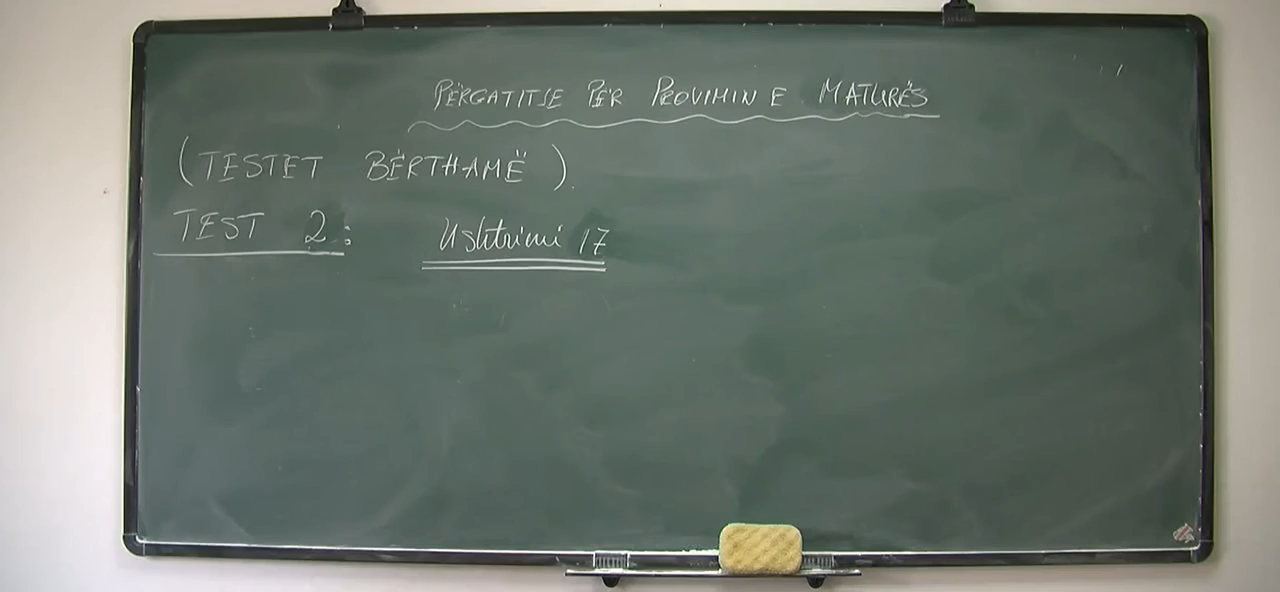 PËRGATITJE PËR PROVIMIN E MATURËS
(TESTET BËRTHAMË).
TEST 2: Ushtrimi 17